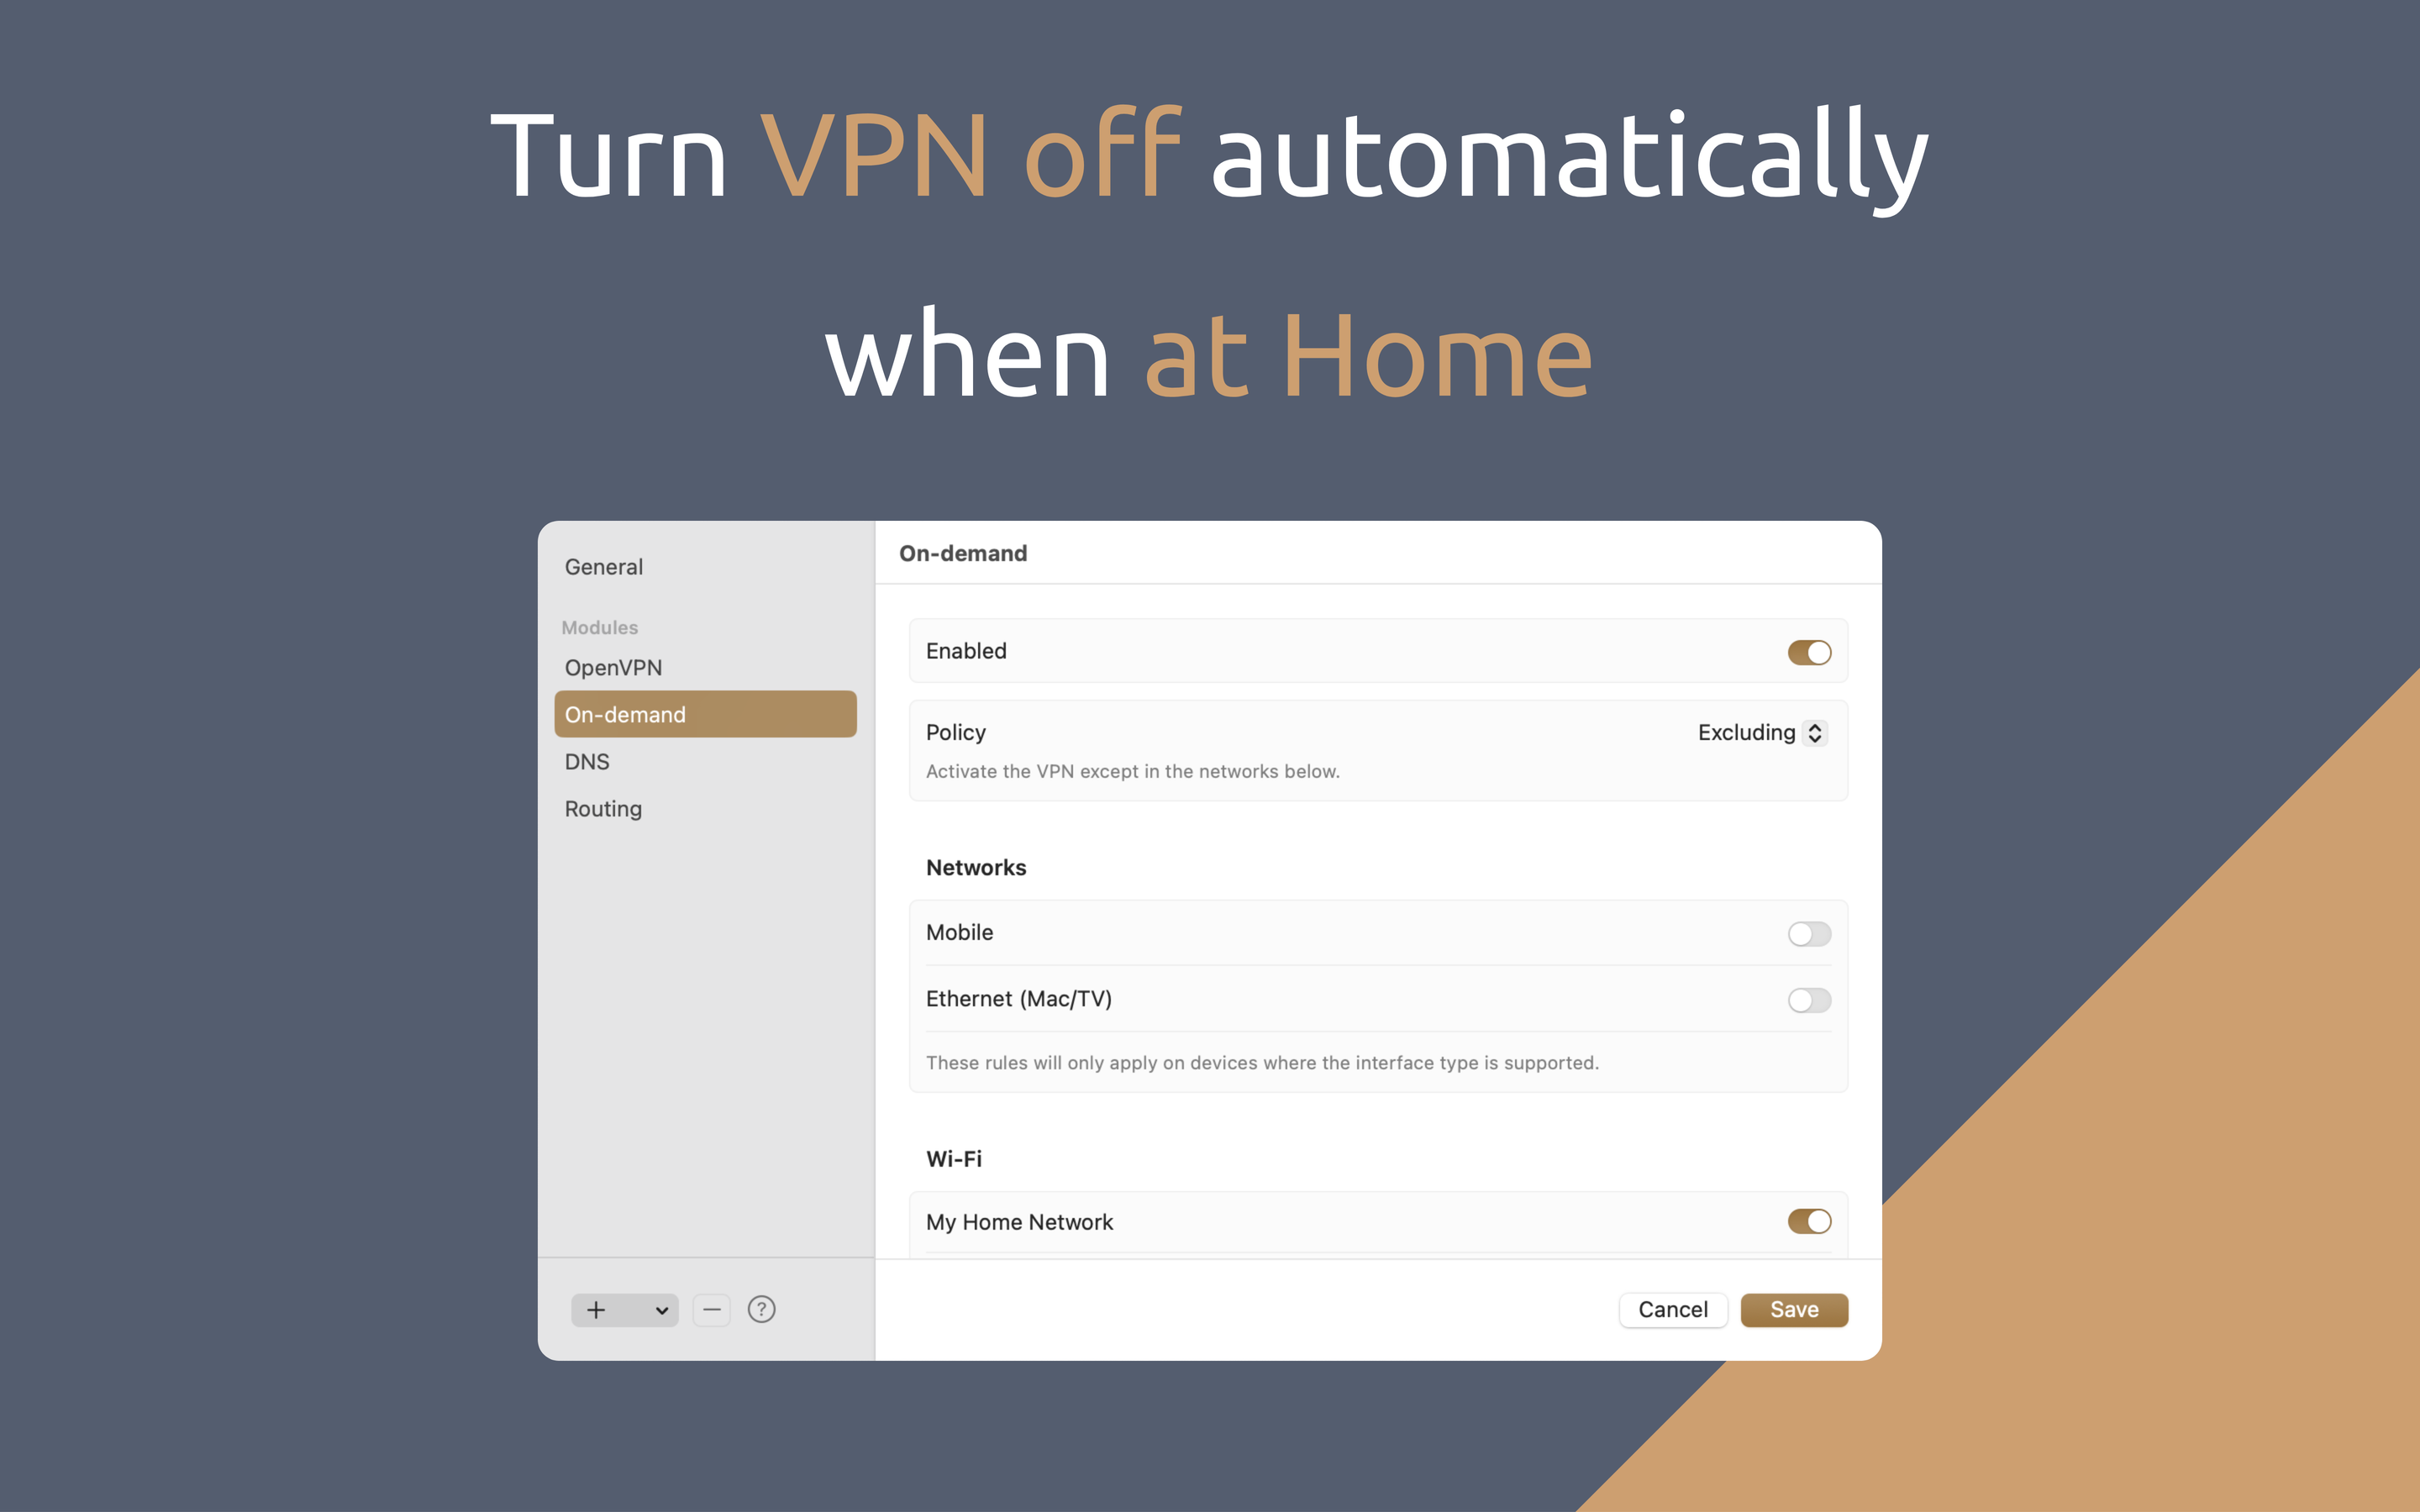 Turn VPN off automatically
when at Home
General
Modules
OpenVPN
On-demand
DNS
Routing
On-demand
Enabled
Policy Excluding
Activate the VPN except in the networks below.
Networks
Mobile
Ethernet (Mac/TV)
These rules will only apply on devices where the interface type is supported.
Wi-Fi
My Home Network
Cancel Save